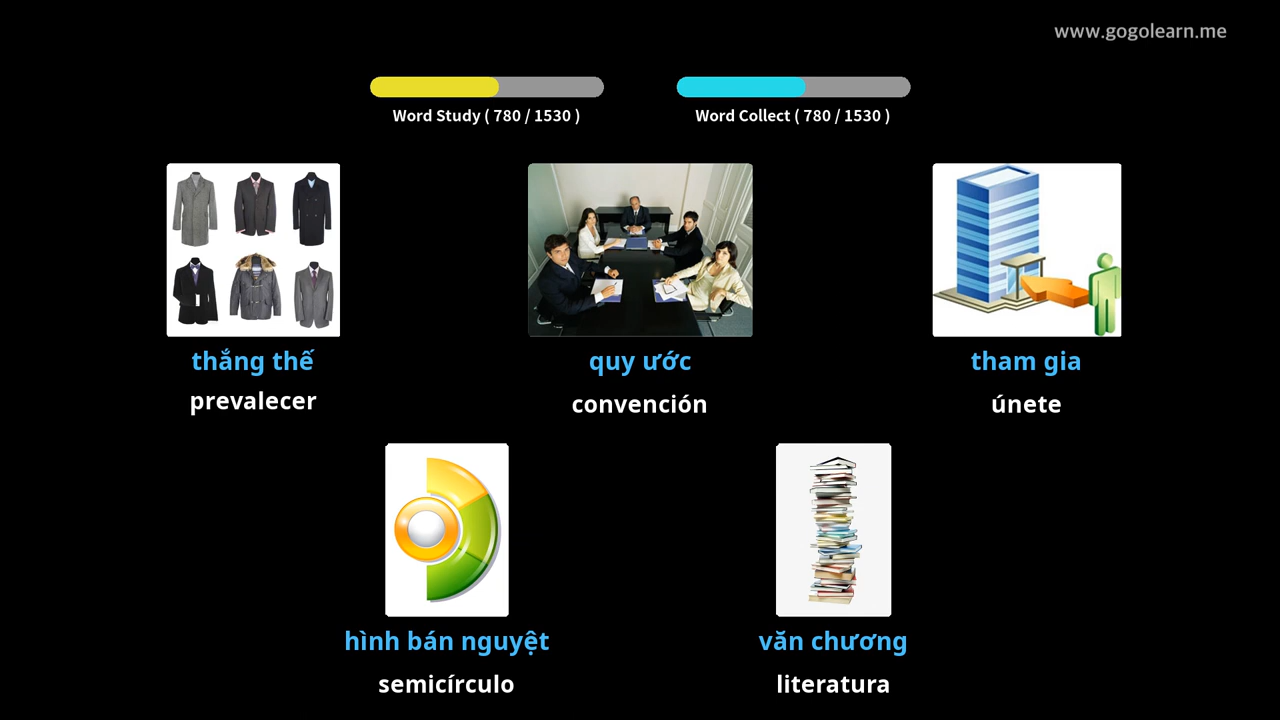 www.gogolearn.me
Word Study ( 780 / 1530 )
Word Collect ( 780 / 1530 )
thắng thế
prevalecer
quy ước
convención
tham gia
únete
hình bán nguyệt
semicírculo
văn chương
literatura